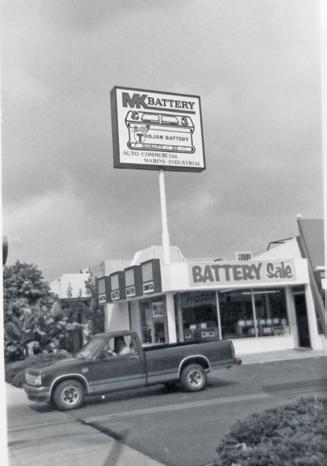 MK BATTERY
TROJAN BATTERY
AUTO·COMMERCIAL
MARINE·INDUSTRIAL
BATTERY Sale